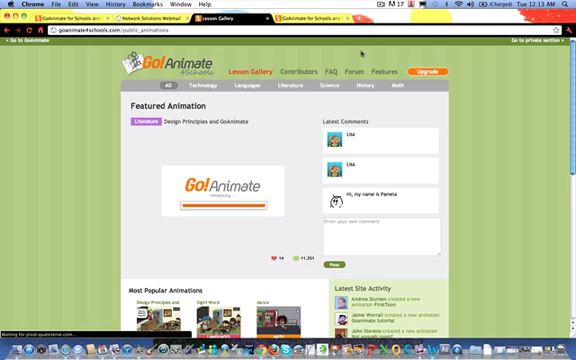 Chrome File Edit View History Bookmarks Window Help
(Charged) Tue 12:13 AM
GoAnimate for Schools and
Network Solutions Webmail
Lesson Gallery
GoAnimate for Schools and
goanimate4schools.com/public_animations
< Go to GoAnimate
Go to private section >
Go!Animate
4Schools
Lesson Gallery Contributors FAQ Forum Features Upgrade
All Technology Languages Literature Science History Math
Featured Animation
Literature Design Principles and GoAnimate
Go!Animate
14 11,251
Latest Comments
Lisa
Lisa
Hi, my name is Pamela
Enter your own comment
Post
Most Popular Animations
Design Principles and
Sight Word
dance
Latest Site Activity
Andrea Sturzen created a new
animation FirstToon
Jaime Worrall created a new
animation Goanimate tutorial
John Stevens created a new
Waiting for pixel.quantserve.com...